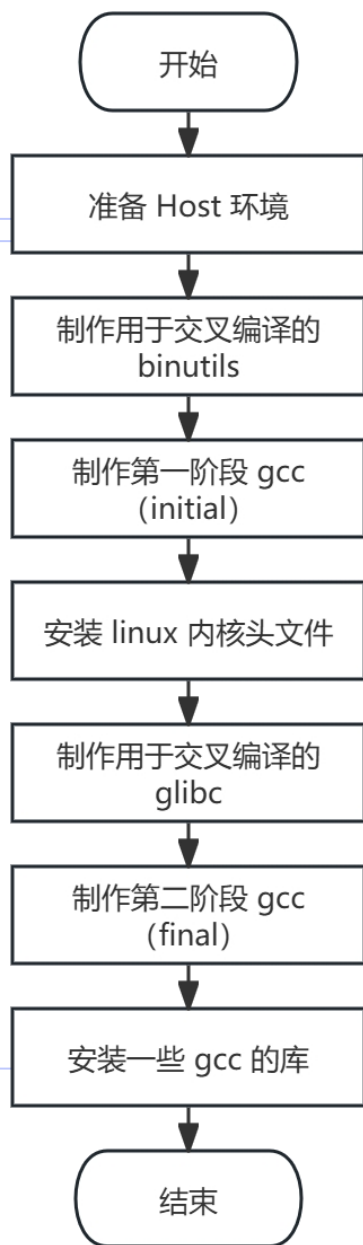 开始
准备 Host 环境
制作用于交叉编译的
binutils
制作第一阶段 gcc
（initial）
安装 linux 内核头文件
制作用于交叉编译的
glibc
制作第二阶段 gcc
（final）
安装一些 gcc 的库
结束